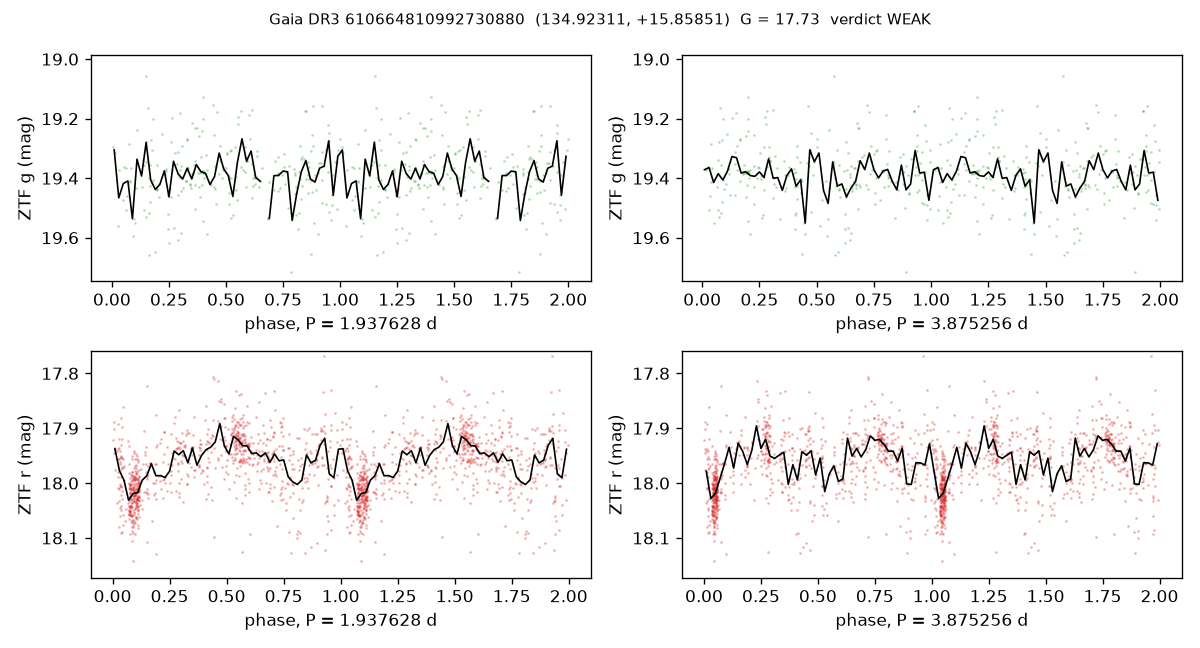 Gaia DR3 610664810992730880  (134.92311, +15.85851)  G = 17.73  verdict WEAK
ZTF g (mag)
19.0
19.2
19.4
19.6
0.00 0.25 0.50 0.75 1.00 1.25 1.50 1.75 2.00
phase, P = 1.937628 d
ZTF g (mag)
19.0
19.2
19.4
19.6
0.00 0.25 0.50 0.75 1.00 1.25 1.50 1.75 2.00
phase, P = 3.875256 d
ZTF r (mag)
17.8
17.9
18.0
18.1
0.00 0.25 0.50 0.75 1.00 1.25 1.50 1.75 2.00
phase, P = 1.937628 d
ZTF r (mag)
17.8
17.9
18.0
18.1
0.00 0.25 0.50 0.75 1.00 1.25 1.50 1.75 2.00
phase, P = 3.875256 d